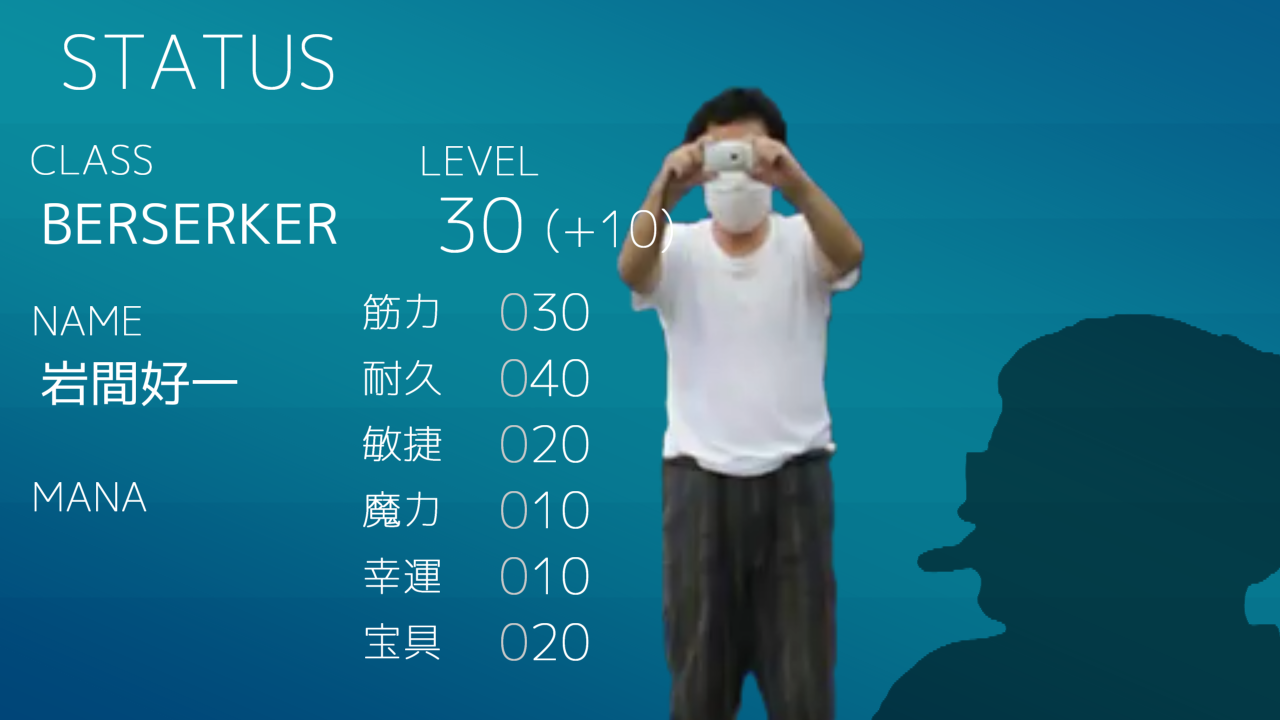 STATUS
CLASS
BERSERKER
LEVEL
30 (+10)
NAME
岩間好一
MANA
筋力 030
耐久 040
敏捷 020
魔力 010
幸運 010
宝具 020